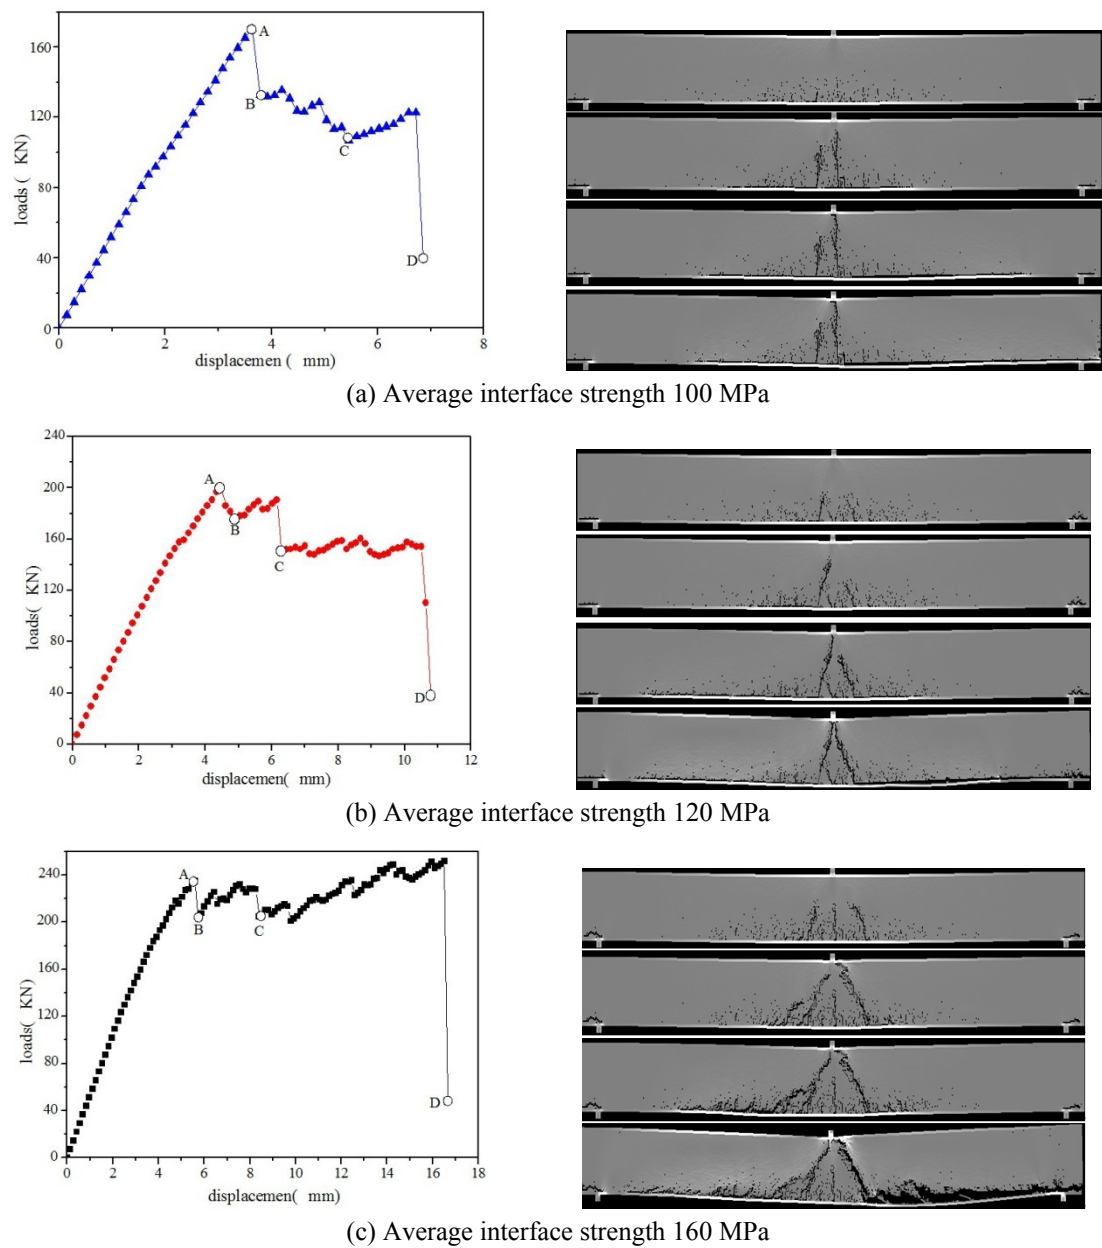 160
120
80
40
0
loads( KN)
A
B
C
D
0 2 4 6 8
displacemen ( mm)
(a) Average interface strength 100 MPa
240
200
160
120
80
40
0
loads( KN)
A
B
C
D
0 2 4 6 8 10 12
displacemen( mm)
(b) Average interface strength 120 MPa
240
200
160
120
80
40
0
loads( KN)
A
B
C
D
0 2 4 6 8 10 12 14 16 18
displacemen( mm)
(c) Average interface strength 160 MPa